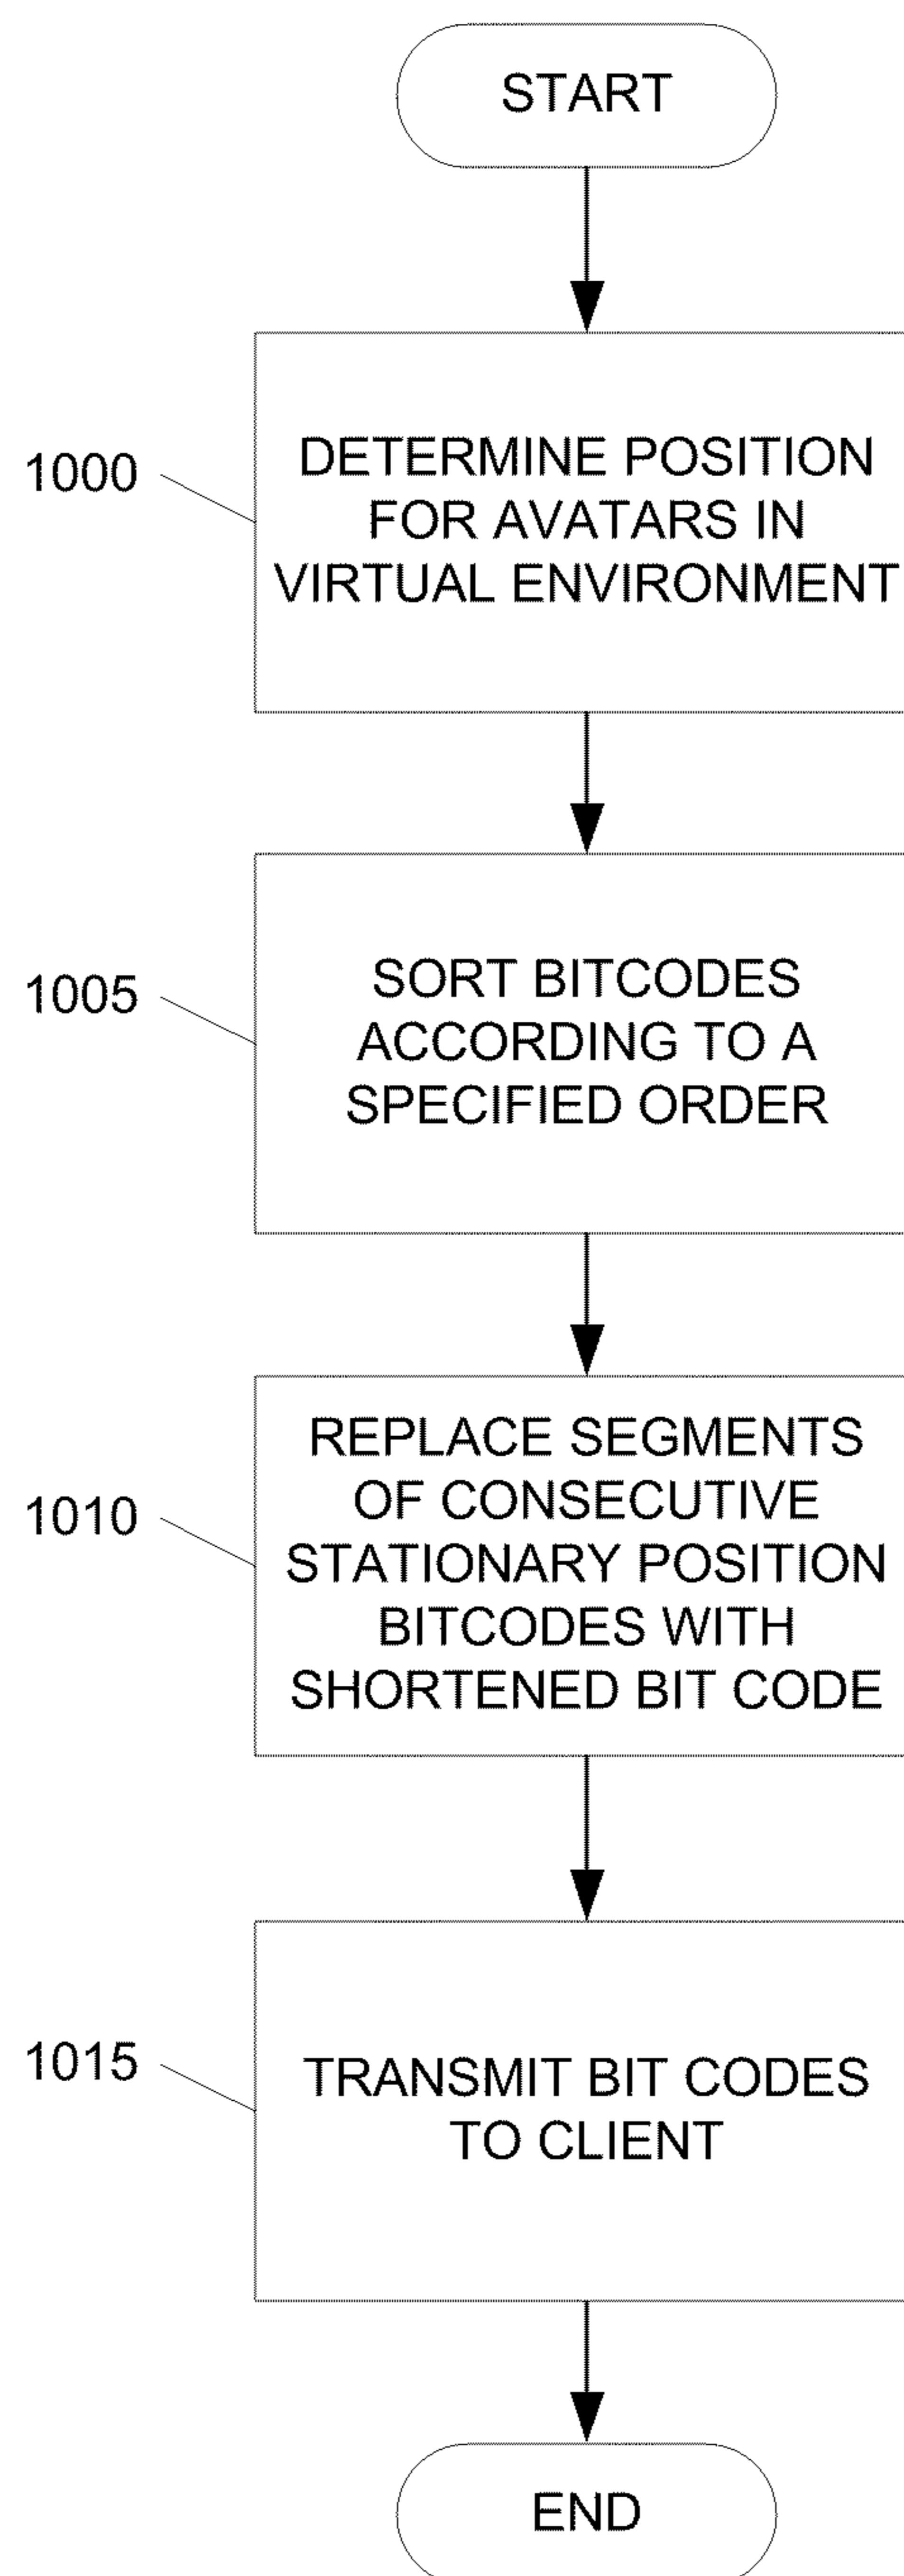 START
1000
DETERMINE POSITION
FOR AVATARS IN
VIRTUAL ENVIRONMENT
1005
SORT BITCODES
ACCORDING TO A
SPECIFIED ORDER
1010
REPLACE SEGMENTS
OF CONSECUTIVE
STATIONARY POSITION
BITCODES WITH
SHORTENED BIT CODE
1015
TRANSMIT BIT CODES
TO CLIENT
END